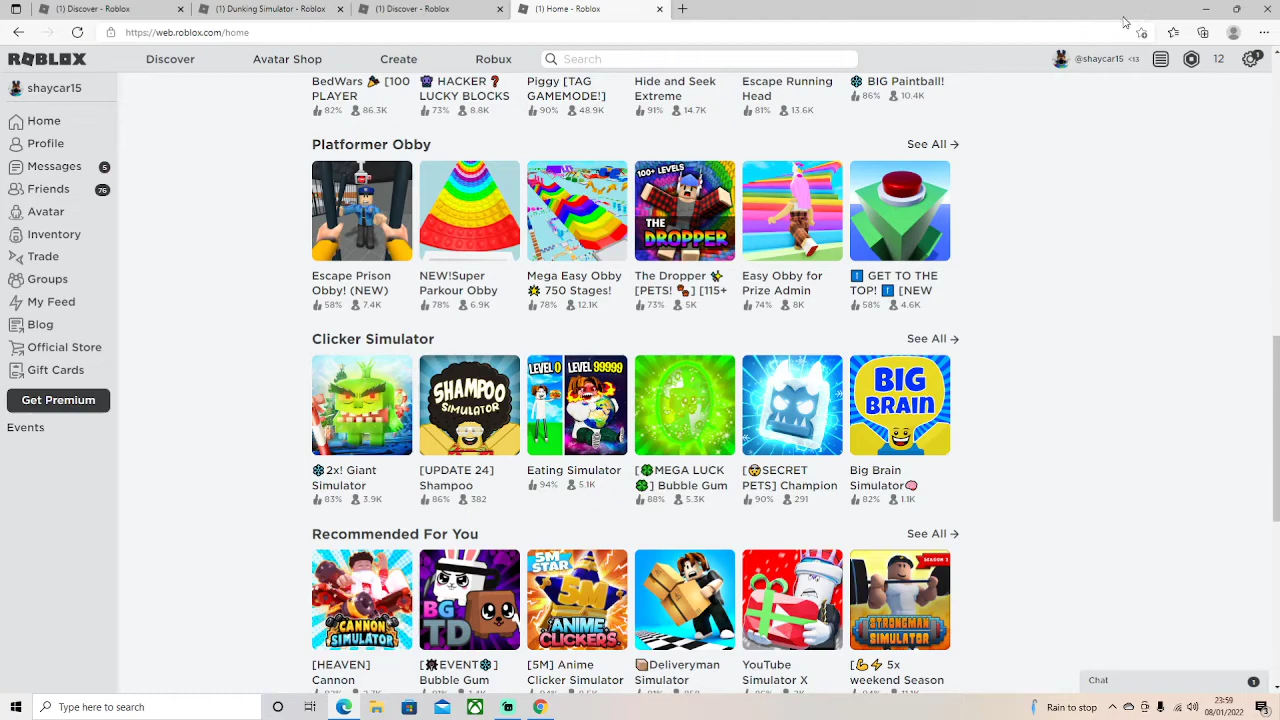 (1) Discover - Roblox
(1) Dunking Simulator - Roblox
(1) Discover - Roblox
(1) Home - Roblox
https://web.roblox.com/home
ROBLOX
Discover
Avatar Shop
Create
Robux
Search
@shaycar15 <13
12
1
shaycar15
Home
Profile
Messages 5
Friends 76
Avatar
Inventory
Trade
Groups
My Feed
Blog
Official Store
Gift Cards
Get Premium
Events
BedWars 🎉 [100
PLAYER
82% 86.3K
HACKER ❓
LUCKY BLOCKS
73% 8.8K
Piggy [TAG
GAMEMODE!]
90% 48.9K
Hide and Seek
Extreme
91% 14.7K
Escape Running
Head
81% 13.6K
❄ BIG Paintball!
86% 10.4K
Platformer Obby
See All →
100+ LEVELS
THE
DROPPER
Escape Prison
Obby! (NEW)
58% 7.4K
NEW!Super
Parkour Obby
78% 6.9K
Mega Easy Obby
🌟 750 Stages!
78% 12.1K
The Dropper ✨
[PETS! 🐾] [115+
73% 5K
Easy Obby for
Prize Admin
74% 8K
⬆ GET TO THE
TOP! ⬆ [NEW
58% 4.6K
Clicker Simulator
See All →
SHAMPOO
SIMULATOR
LEVEL 0
LEVEL 99999
BIG
BRAIN
❄2x! Giant
Simulator
83% 3.9K
[UPDATE 24]
Shampoo
86% 382
Eating Simulator
94% 5.1K
[🍀MEGA LUCK
🍀] Bubble Gum
88% 5.3K
[😨SECRET
PETS] Champion
90% 291
Big Brain
Simulator🧠
82% 1.1K
Recommended For You
See All →
CANNON
SIMULATOR
BG
TD
5M
STAR
5M
ANIME
CLICKERS
SEASON 2
STRONGMAN
SIMULATOR
[HEAVEN]
Cannon
[💥EVENT❄]
Bubble Gum
[5M] Anime
Clicker Simulator
📦Deliveryman
Simulator
YouTube
Simulator X
[💪⚡ 5x
weekend Season
Chat
1
Type here to search
Rain to stop
23:59
08/01/2022
3